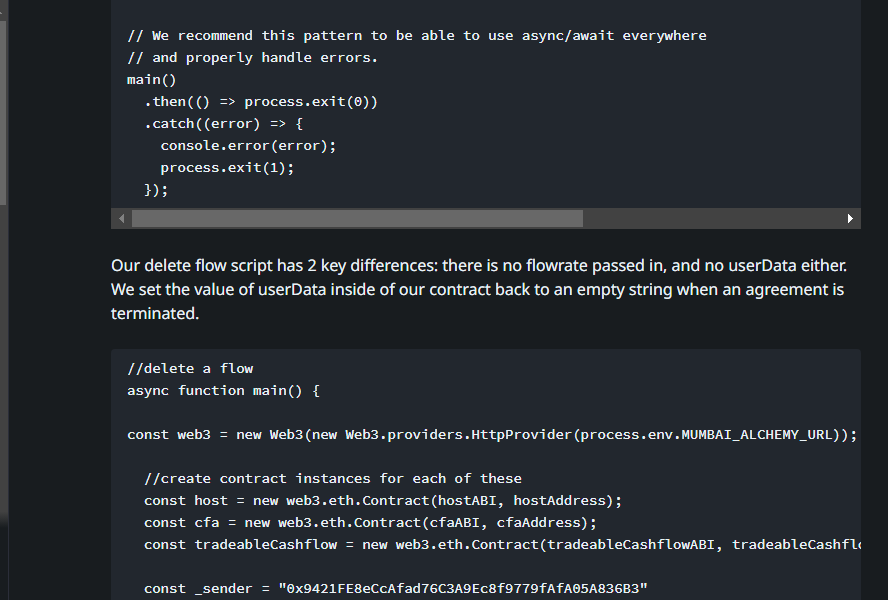 // We recommend this pattern to be able to use async/await everywhere
// and properly handle errors.
main()
.then(() => process.exit(0))
.catch((error) => {
console.error(error);
process.exit(1);
});
Our delete flow script has 2 key differences: there is no flowrate passed in, and no userData either.
We set the value of userData inside of our contract back to an empty string when an agreement is
terminated.
//delete a flow
async function main() {
const web3 = new Web3(new Web3.providers.HttpProvider(process.env.MUMBAI_ALCHEMY_URL));
//create contract instances for each of these
const host = new web3.eth.Contract(hostABI, hostAddress);
const cfa = new web3.eth.Contract(cfaABI, cfaAddress);
const tradeableCashflow = new web3.eth.Contract(tradeableCashflowABI, tradeableCashfl
const _sender = "0x9421FE8eCcAfad76C3A9Ec8f9779fAfA05A836B3"